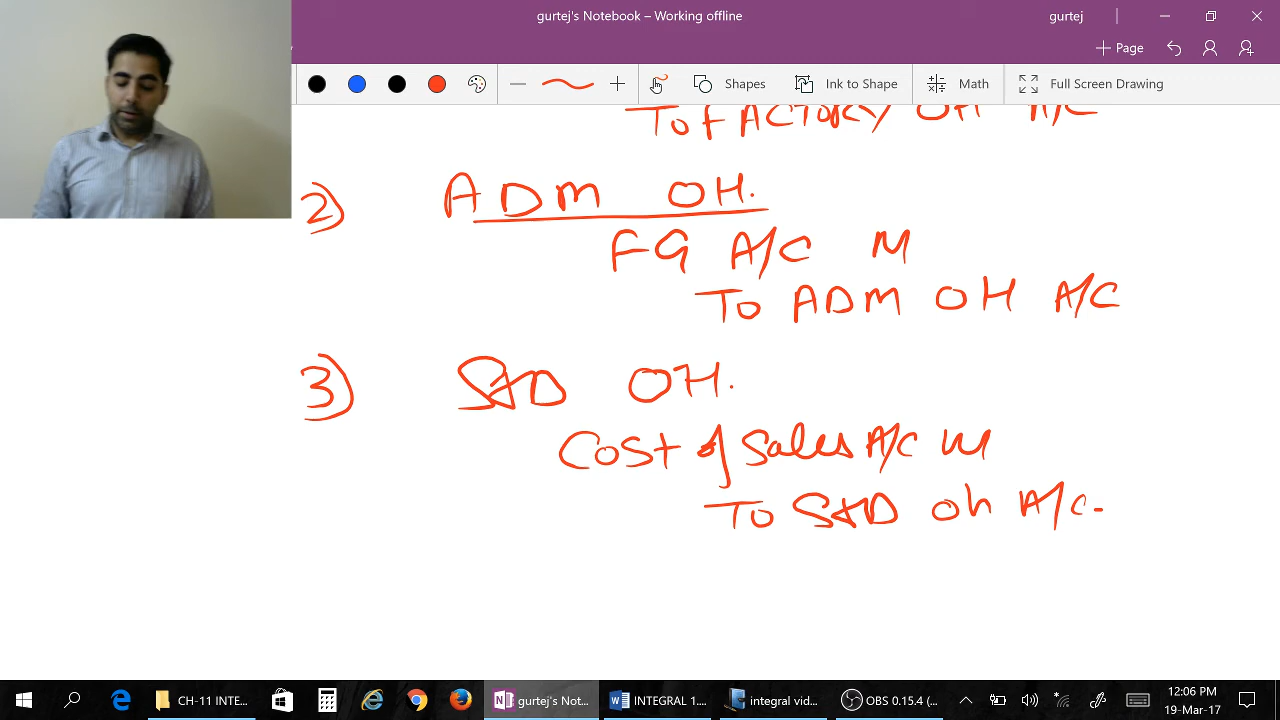 gurtej's Notebook – Working offline
gurtej
Page
Shapes
Ink to Shape
Math
Full Screen Drawing
To FACTORY OH A/C
2) ADM OH.
FG A/C
To ADM OH A/C
3) S&D OH.
Cost of Sales A/C
To S&D Oh A/C.
CH-11 INTE...
gurtej's Not...
INTEGRAL 1....
integral vid...
OBS 0.15.4 (...
12:06 PM
19-Mar-17